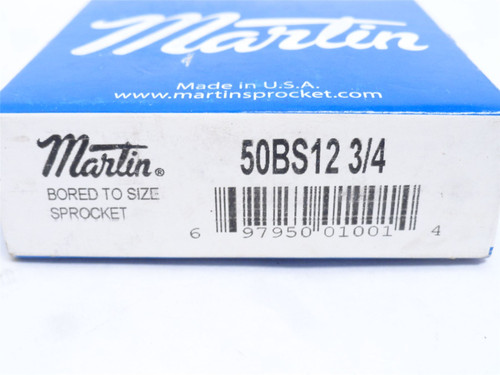 Martin
Made in U.S.A.
www.martinsprocket.com
Martin®
50BS12 3/4
BORED TO SIZE
SPROCKET
6 97950 01001 4